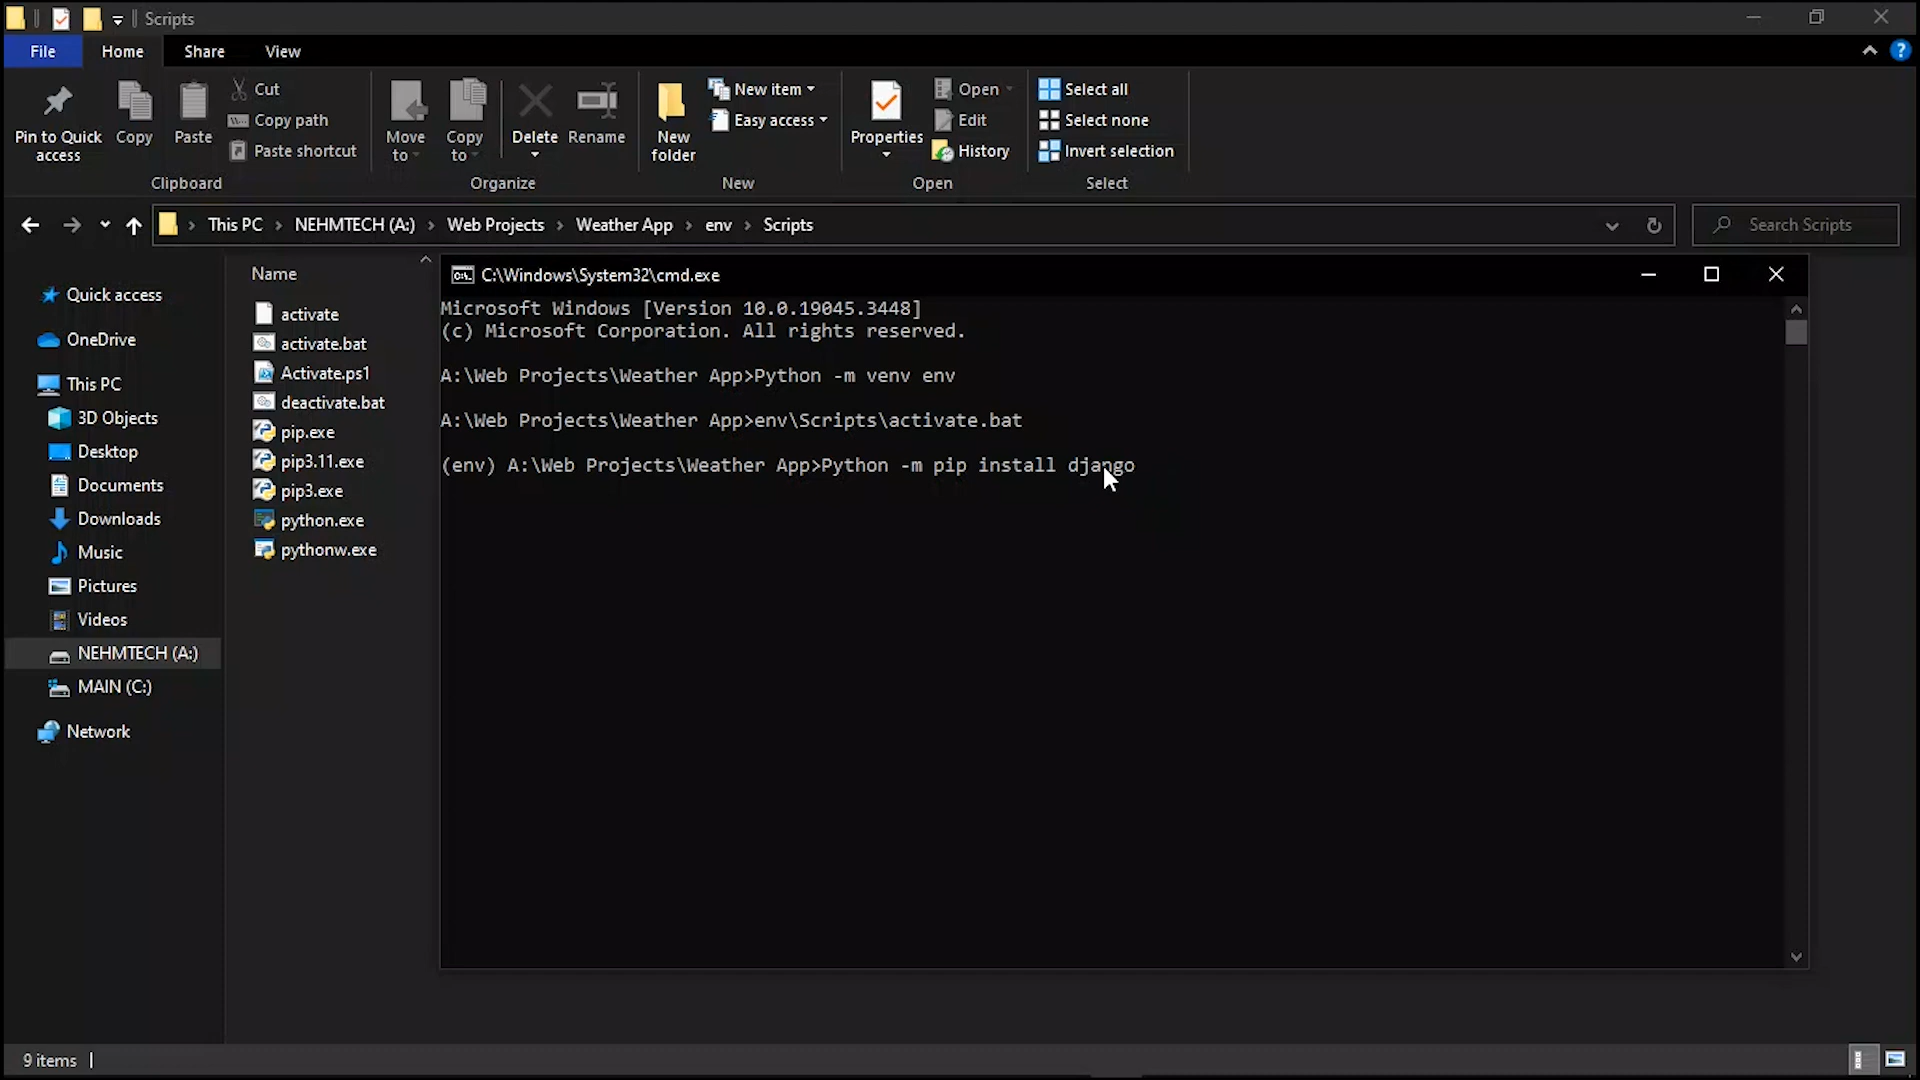 Scripts
File Home Share View
Pin to Quick access
Copy
Paste
Cut
Copy path
Paste shortcut
Clipboard
Move to
Copy to
Delete
Rename
Organize
New folder
New item
Easy access
New
Properties
Open
Edit
History
Open
Select all
Select none
Invert selection
Select
This PC > NEHMTECH (A:) > Web Projects > Weather App > env > Scripts
Search Scripts
Quick access
OneDrive
This PC
3D Objects
Desktop
Documents
Downloads
Music
Pictures
Videos
NEHMTECH (A:)
MAIN (C:)
Network
Name
activate
activate.bat
Activate.ps1
deactivate.bat
pip.exe
pip3.11.exe
pip3.exe
python.exe
pythonw.exe
C:\Windows\System32\cmd.exe
Microsoft Windows [Version 10.0.19045.3448]
(c) Microsoft Corporation. All rights reserved.
A:\Web Projects\Weather App>Python -m venv env
A:\Web Projects\Weather App>env\Scripts\activate.bat
(env) A:\Web Projects\Weather App>Python -m pip install django
9 items